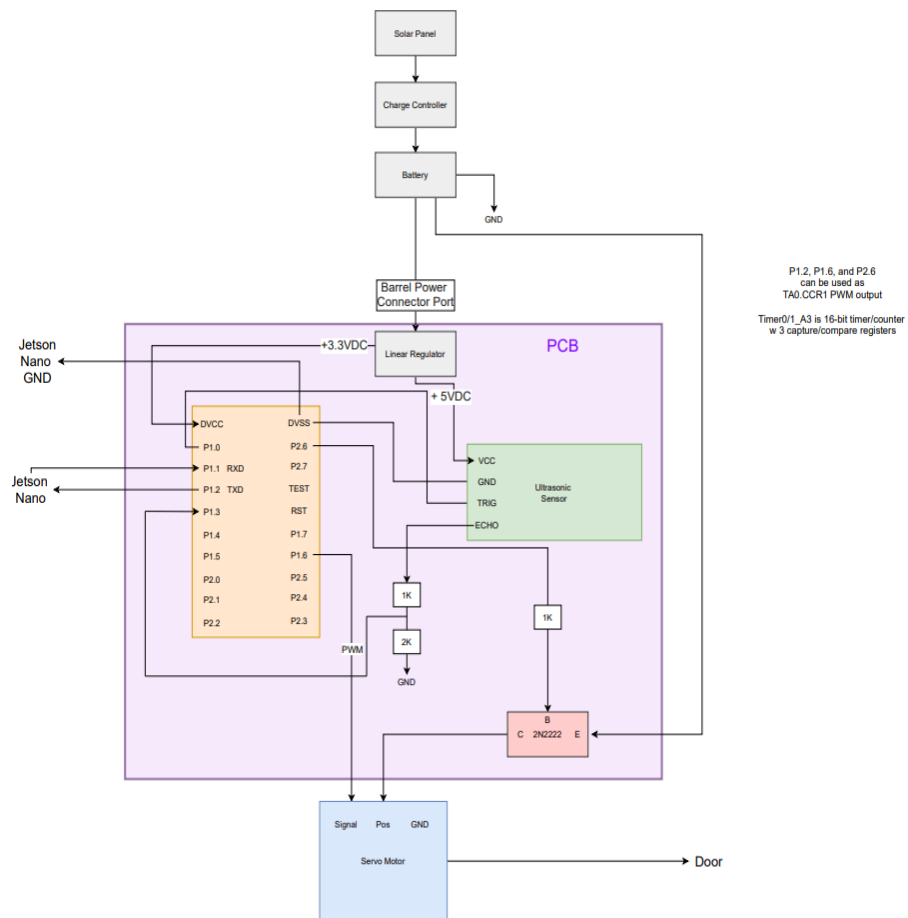 Solar Panel
Charge Controller
Battery
GND
P1.2, P1.6, and P2.6
can be used as
TA0.CCR1 PWM output
Timer0/1_A3 is 16-bit timer/counter
w 3 capture/compare registers
Barrel Power
Connector Port
PCB
Jetson
Nano
GND
+3.3VDC
Linear Regulator
+ 5VDC
DVCC
DVSS
P1.0
P2.6
P1.1 RXD
P2.7
P1.2 TXD
TEST
P1.3
RST
P1.4
P1.7
P1.5
P1.6
P2.0
P2.5
P2.1
P2.4
P2.2
P2.3
Jetson
Nano
VCC
GND
TRIG
ECHO
Ultrasonic
Sensor
1K
2K
GND
1K
PWM
B
C 2N2222 E
Signal Pos GND
Servo Motor
Door